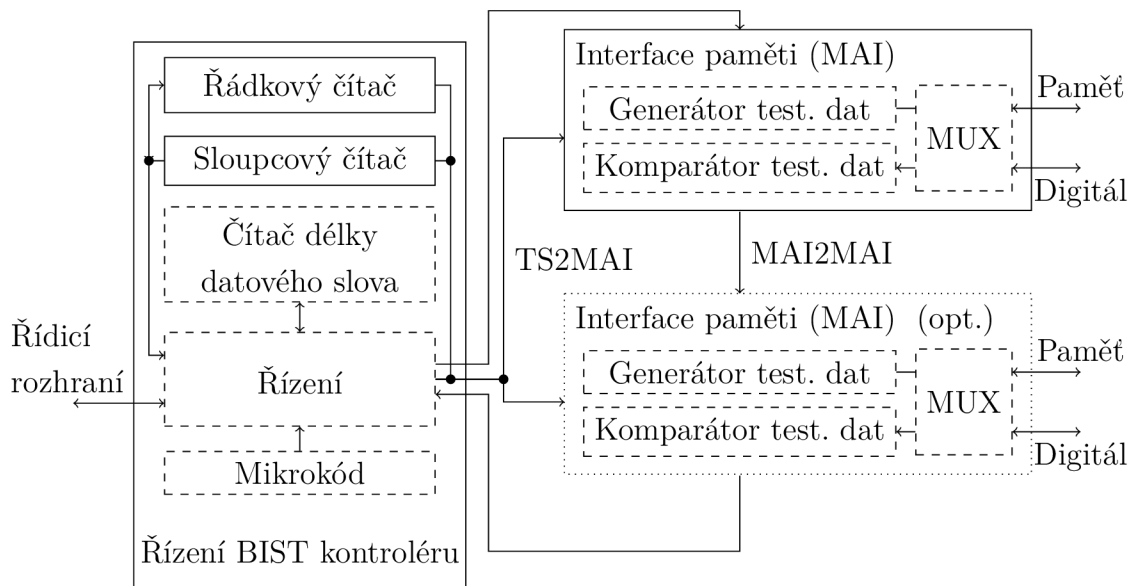 Řádkový čítač
Sloupcový čítač
Čítač délky
datového slova
Řídicí
rozhraní
Řízení
Mikrokód
Řízení BIST kontroléru
TS2MAI
Interface paměti (MAI)
Generátor test. dat
Komparátor test. dat
MUX
Paměť
Digitál
MAI2MAI
Interface paměti (MAI) (opt.)
Generátor test. dat
Komparátor test. dat
MUX
Paměť
Digitál